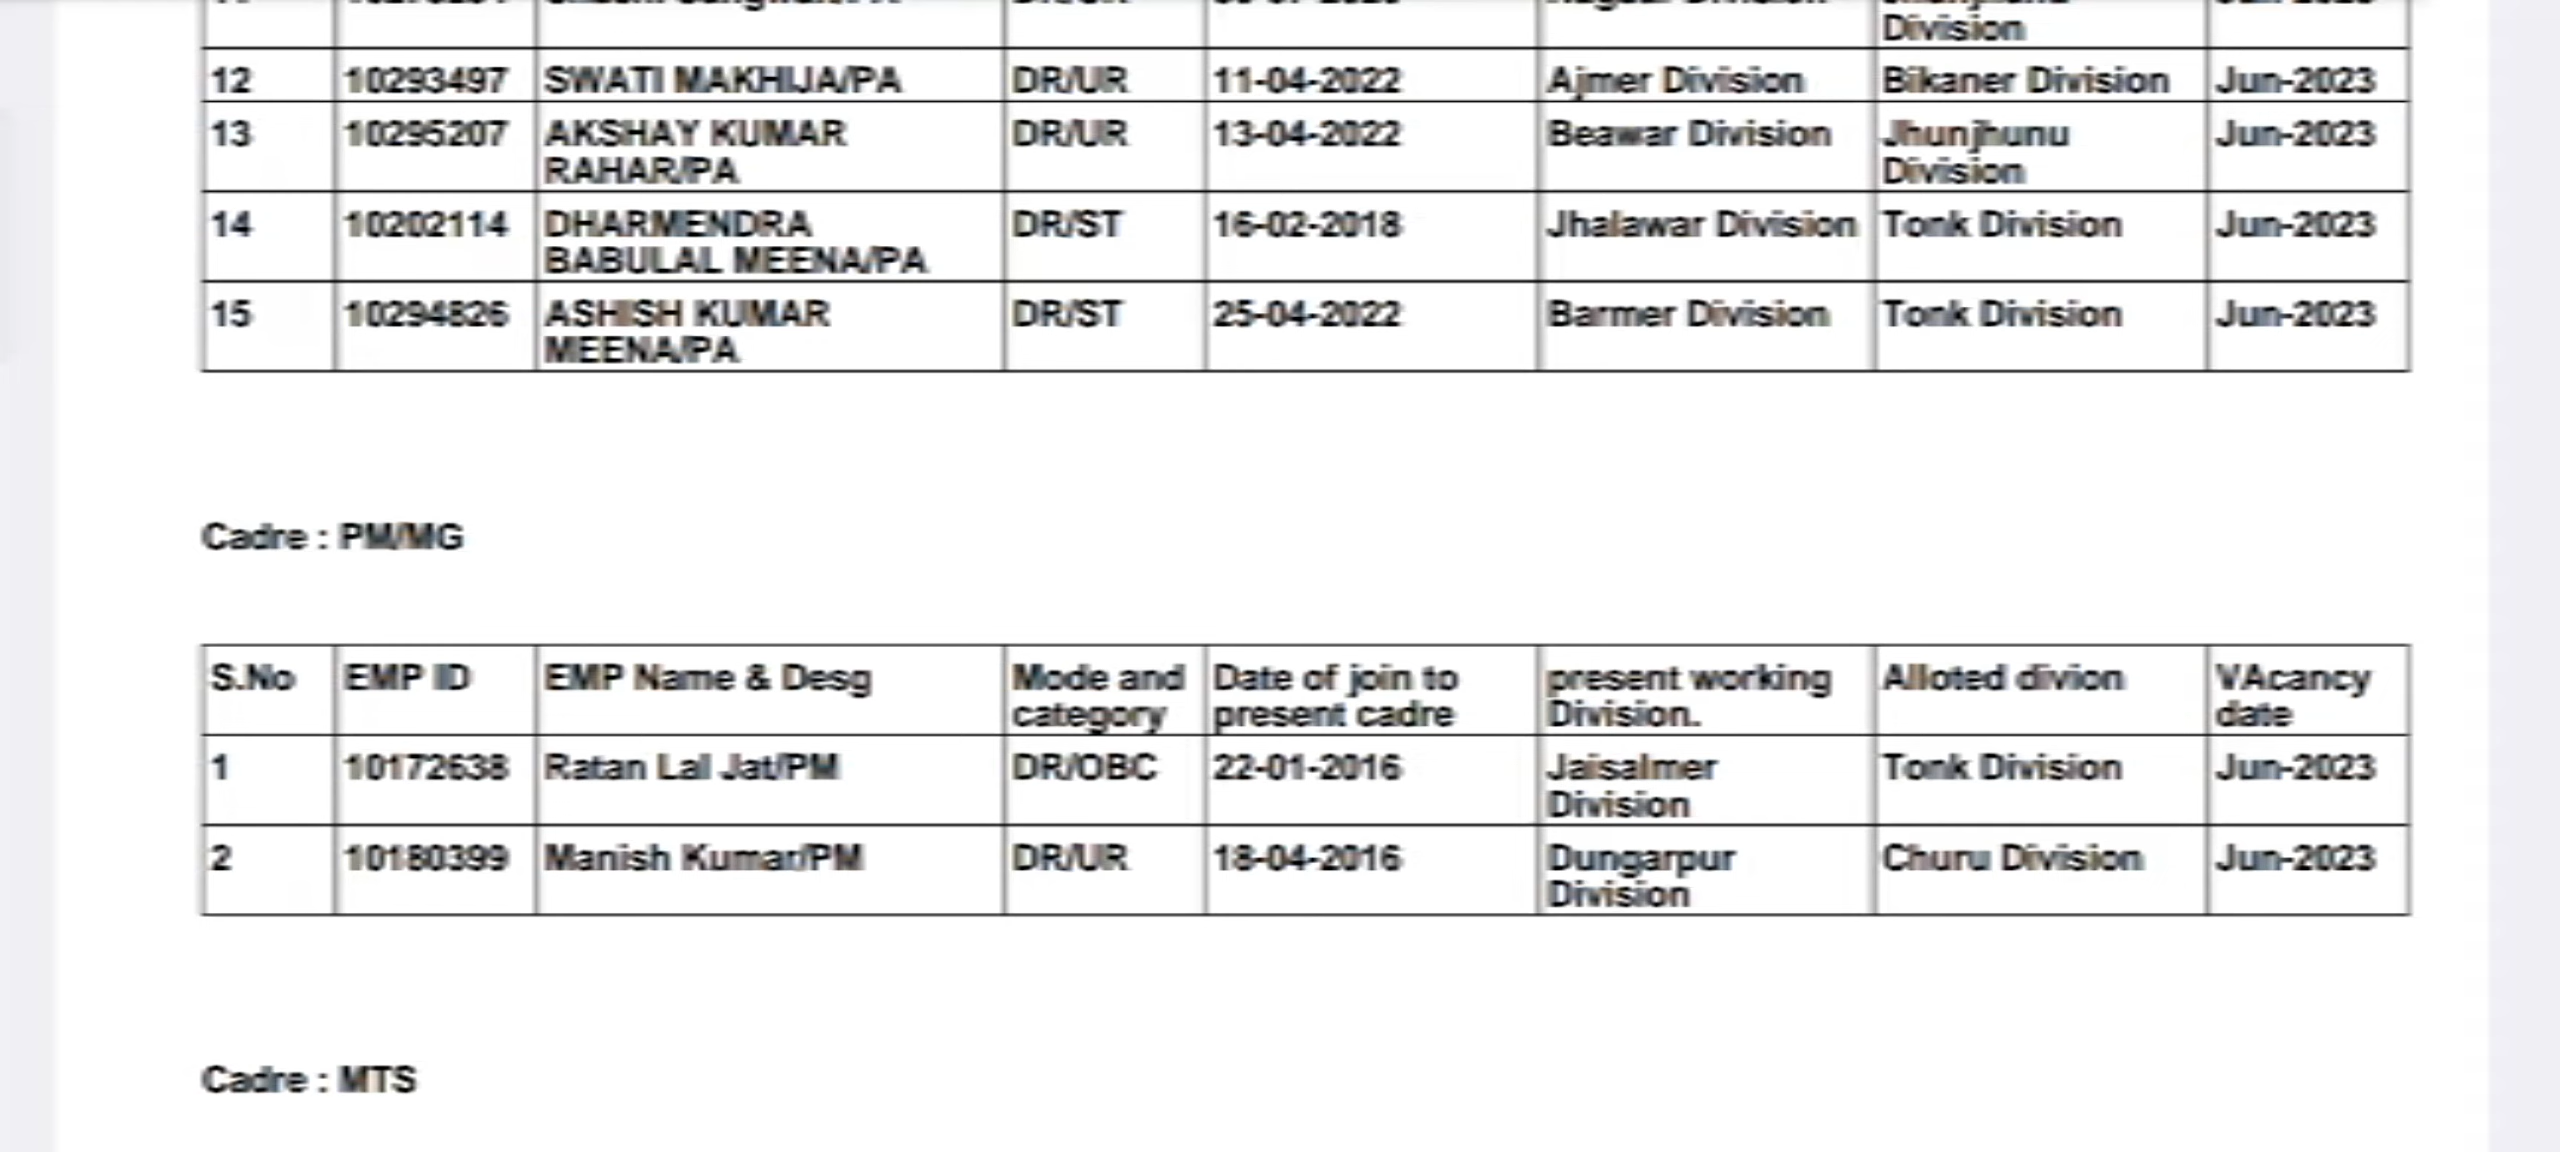 Division
12 10293497 SWATI MAKHIJA/PA DR/UR 11-04-2022 Ajmer Division Bikaner Division Jun-2023
13 10295207 AKSHAY KUMAR DR/UR 13-04-2022 Beawar Division Jhunjhunu Jun-2023
RAHAR/PA Division
14 10202114 DHARMENDRA DR/ST 16-02-2018 Jhalawar Division Tonk Division Jun-2023
BABULAL MEENA/PA
15 10294826 ASHISH KUMAR DR/ST 25-04-2022 Barmer Division Tonk Division Jun-2023
MEENA/PA
Cadre : PM/MG
S.No EMP ID EMP Name & Desg Mode and Date of join to present working Alloted divion VAcancy
category present cadre Division. date
1 10172638 Ratan Lal Jat/PM DR/OBC 22-01-2016 Jaisalmer Tonk Division Jun-2023
Division
2 10180399 Manish Kumar/PM DR/UR 18-04-2016 Dungarpur Churu Division Jun-2023
Division
Cadre : MTS